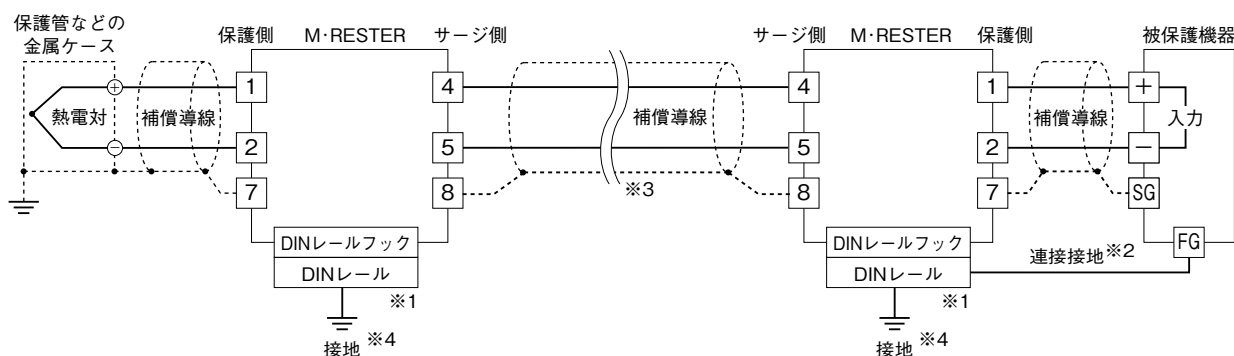 保護管などの
金属ケース
保護側
M·RESTER
サージ側
サージ側
M·RESTER
保護側
被保護機器
+
1
4
4
1
+
熱電対
補償導線
補償導線
補償導線
入力
−
2
5
5
2
−
7
8
※3
8
7
SG
DINレールフック
DINレールフック
FG
DINレール
DINレール
連接接地※2
※1
※1
接地 ※4
接地 ※4